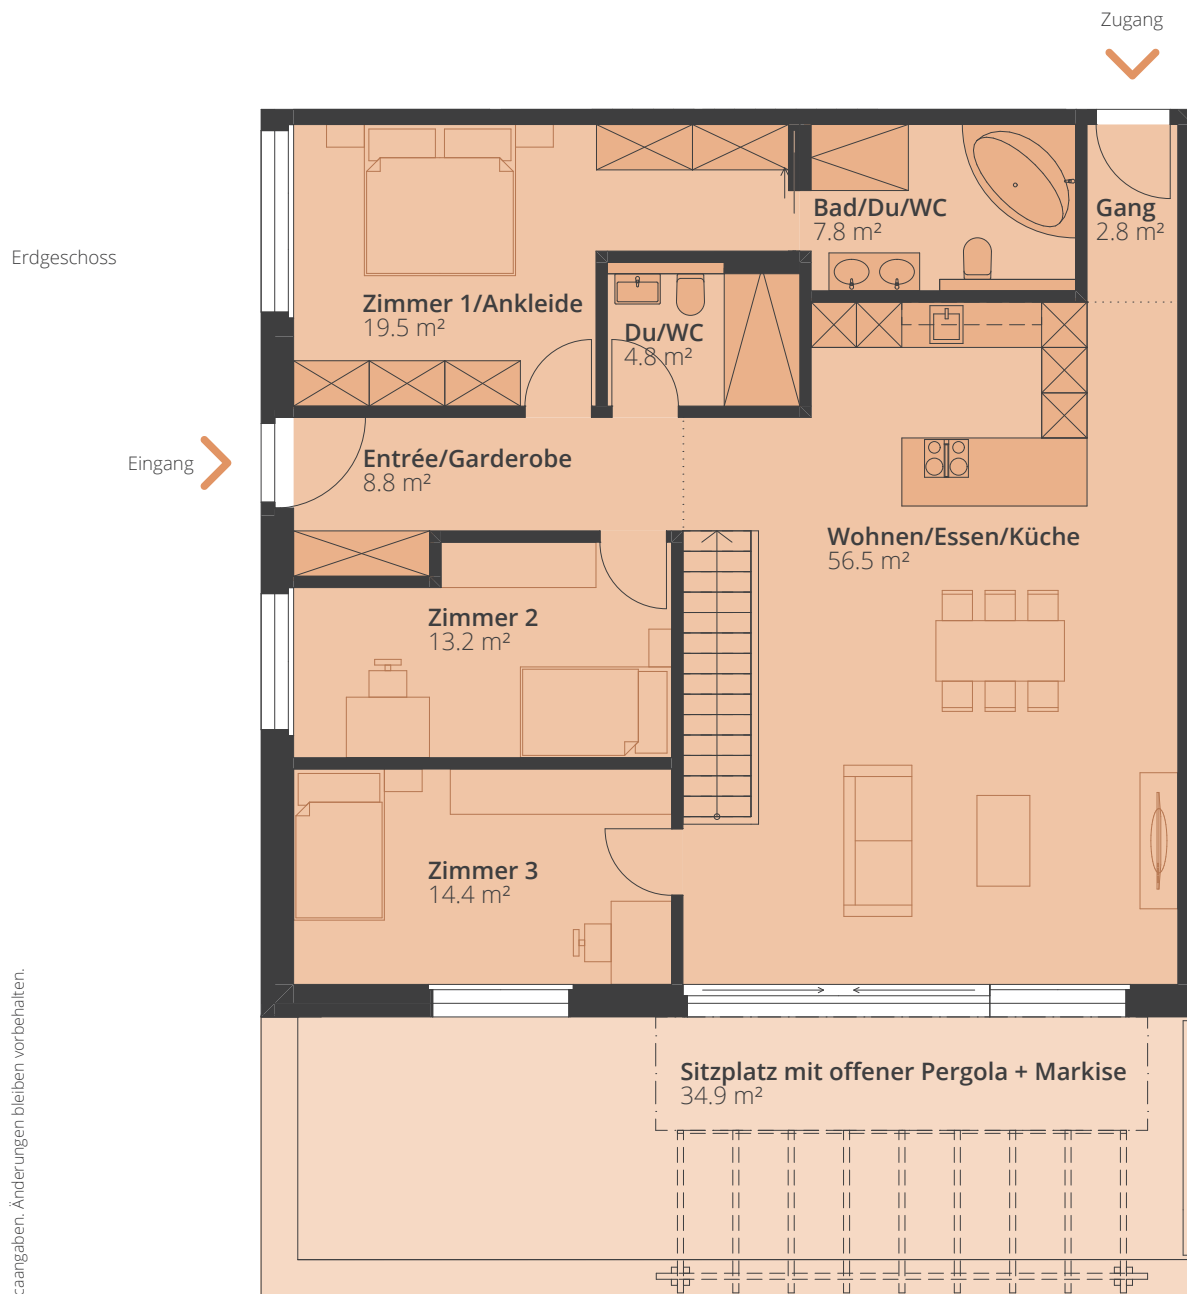 Zugang
Bad/Du/WC
7.8 m²
Gang
2.8 m²
Erdgeschoss
Zimmer 1/Ankleide
19.5 m²
Du/WC
4.8 m²
Eingang
Entrée/Garderobe
8.8 m²
Wohnen/Essen/Küche
56.5 m²
Zimmer 2
13.2 m²
Zimmer 3
14.4 m²
Sitzplatz mit offener Pergola + Markise
34.9 m²
caangaben. Änderungen bleiben vorbehalten.